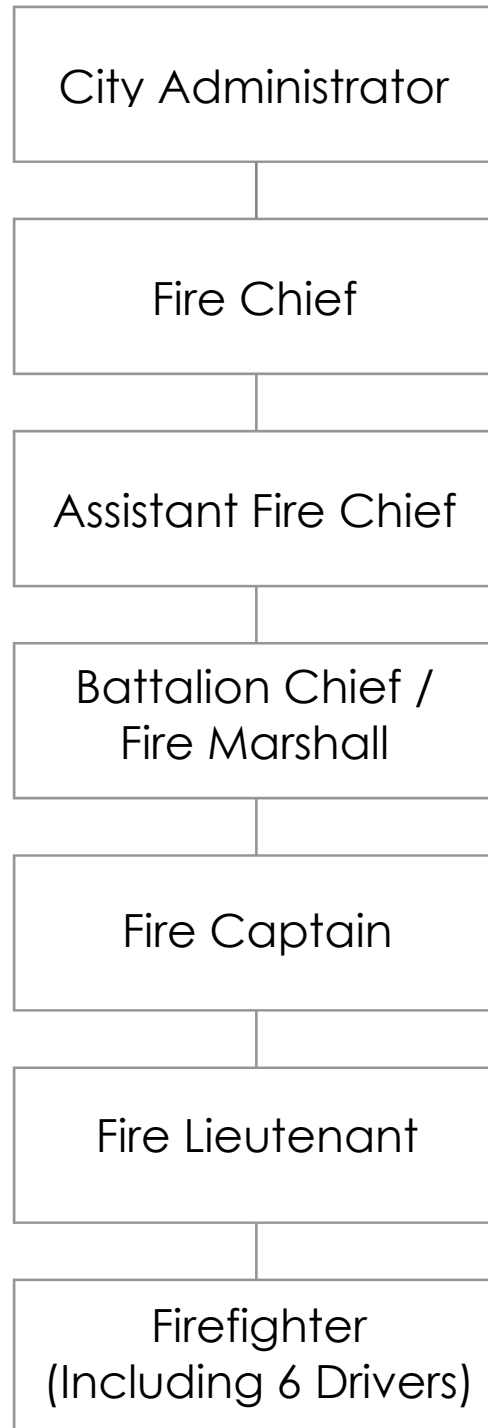 City Administrator
Fire Chief
Assistant Fire Chief
Battalion Chief /
Fire Marshall
Fire Captain
Fire Lieutenant
Firefighter
(Including 6 Drivers)